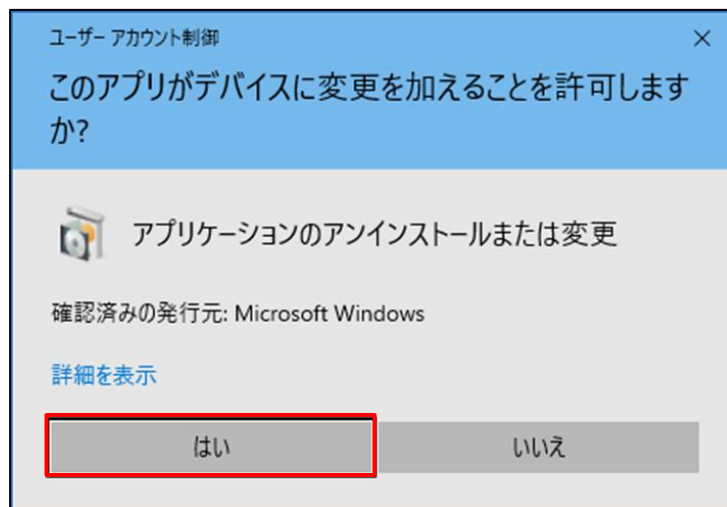 ユーザー アカウント制御
このアプリがデバイスに変更を加えることを許可します
か?
アプリケーションのアンインストールまたは変更
確認済みの発行元: Microsoft Windows
詳細を表示
はい
いいえ